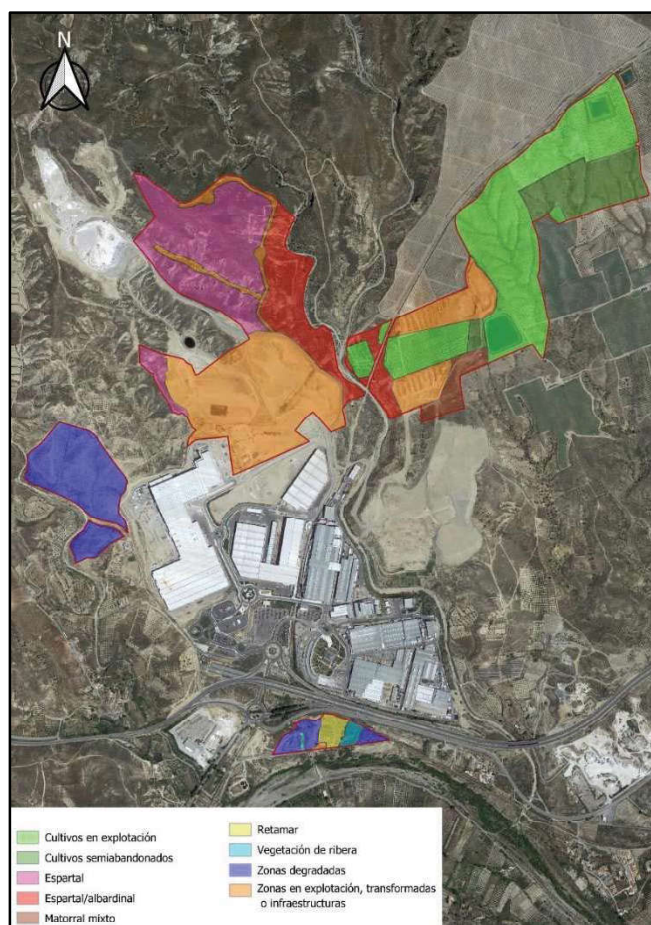 N
Cultivos en explotación
Cultivos semiabandonados
Espartal
Espartal/albardinal
Matorral mixto
Retamar
Vegetación de ribera
Zonas degradadas
Zonas en explotación, transformadas
o infraestructuras